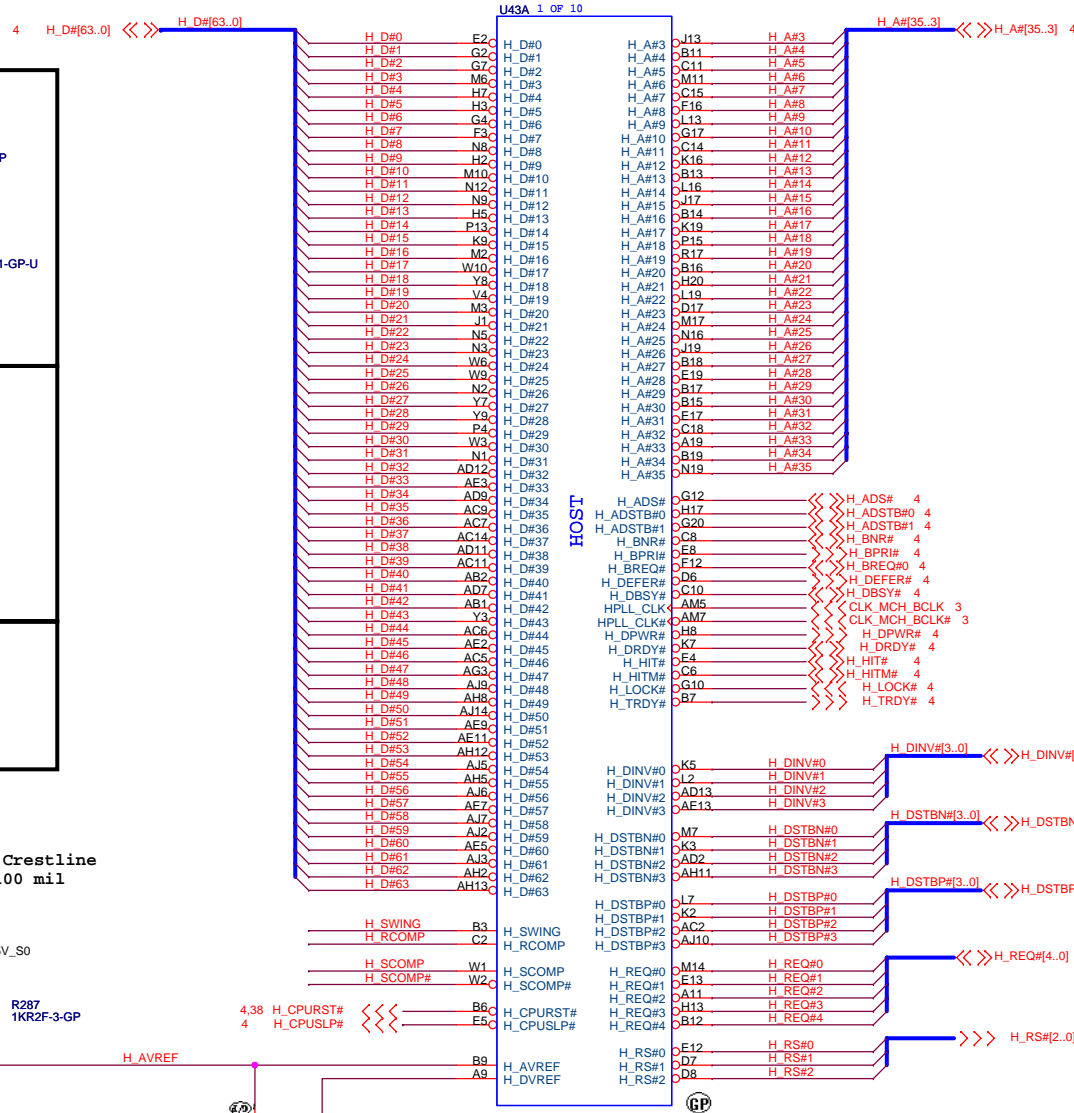 U43A 1 OF 10
4 H_D#[63..0] H_D#[63..0] H_A#[35..3] H_A#[35..3] 4
H_D#0 E2 H_D#0 H_A#3 J13 H_A#3
H_D#1 G2 H_D#1 H_A#4 B11 H_A#4
H_D#2 G7 H_D#2 H_A#5 C11 H_A#5
H_D#3 M6 H_D#3 H_A#6 M11 H_A#6
H_D#4 H7 H_D#4 H_A#7 C15 H_A#7
H_D#5 H3 H_D#5 H_A#8 F16 H_A#8
H_D#6 G4 H_D#6 H_A#9 L13 H_A#9
H_D#7 F3 H_D#7 H_A#10 G17 H_A#10
H_D#8 N8 H_D#8 H_A#11 C14 H_A#11
P H_D#9 H2 H_D#9 H_A#12 K16 H_A#12
H_D#10 M10 H_D#10 H_A#13 B13 H_A#13
H_D#11 N12 H_D#11 H_A#14 L16 H_A#14
H_D#12 N9 H_D#12 H_A#15 J17 H_A#15
H_D#13 H5 H_D#13 H_A#16 B14 H_A#16
H_D#14 P13 H_D#14 H_A#17 K19 H_A#17
H_D#15 K9 H_D#15 H_A#18 P15 H_A#18
H_D#16 M2 H_D#16 H_A#19 R17 H_A#19
1-GP-U H_D#17 W10 H_D#17 H_A#20 B16 H_A#20
H_D#18 Y8 H_D#18 H_A#21 H20 H_A#21
H_D#19 V4 H_D#19 H_A#22 L19 H_A#22
H_D#20 M3 H_D#20 H_A#23 D17 H_A#23
H_D#21 J1 H_D#21 H_A#24 M17 H_A#24
H_D#22 N5 H_D#22 H_A#25 N16 H_A#25
H_D#23 N3 H_D#23 H_A#26 J19 H_A#26
H_D#24 W6 H_D#24 H_A#27 B18 H_A#27
H_D#25 W9 H_D#25 H_A#28 E19 H_A#28
H_D#26 N2 H_D#26 H_A#29 B17 H_A#29
H_D#27 Y7 H_D#27 H_A#30 B15 H_A#30
H_D#28 Y9 H_D#28 H_A#31 E17 H_A#31
H_D#29 P4 H_D#29 H_A#32 C18 H_A#32
H_D#30 W3 H_D#30 H_A#33 A19 H_A#33
H_D#31 N1 H_D#31 H_A#34 B19 H_A#34
H_D#32 AD12 H_D#32 H_A#35 N19 H_A#35
H_D#33 AE3 H_D#33
H_D#34 AD9 H_D#34 H_ADS# G12 H_ADS# 4
H_D#35 AC9 H_D#35 H_ADSTB#0 H17 H_ADSTB#0 4
H_D#36 AC7 H_D#36 H_ADSTB#1 G20 H_ADSTB#1 4
H_D#37 AC14 H_D#37 HOST H_BNR# C8 H_BNR# 4
H_D#38 AD11 H_D#38 H_BPRI# E8 H_BPRI# 4
H_D#39 AC11 H_D#39 H_BREQ# F12 H_BREQ#0 4
H_D#40 AB2 H_D#40 H_DEFER# D6 H_DEFER# 4
H_D#41 AD7 H_D#41 H_DBSY# C10 H_DBSY# 4
H_D#42 AB1 H_D#42 HPLL_CLK AM5 CLK_MCH_BCLK 3
H_D#43 Y3 H_D#43 HPLL_CLK# AM7 CLK_MCH_BCLK# 3
H_D#44 AC6 H_D#44 H_DPWR# H8 H_DPWR# 4
H_D#45 AE2 H_D#45 H_DRDY# K7 H_DRDY# 4
H_D#46 AC5 H_D#46 H_HIT# E4 H_HIT# 4
H_D#47 AG3 H_D#47 H_HITM# C6 H_HITM# 4
H_D#48 AJ9 H_D#48 H_LOCK# G10 H_LOCK# 4
H_D#49 AH8 H_D#49 H_TRDY# B7 H_TRDY# 4
H_D#50 AJ14 H_D#50
H_D#51 AE9 H_D#51
H_D#52 AE11 H_D#52
H_D#53 AH12 H_D#53 H_DINV#[3..0] H_DINV#[
H_D#54 AJ5 H_D#54 H_DINV#0 K5 H_DINV#0
H_D#55 AH5 H_D#55 H_DINV#1 L2 H_DINV#1
H_D#56 AJ6 H_D#56 H_DINV#2 AD13 H_DINV#2
H_D#57 AE7 H_D#57 H_DINV#3 AE13 H_DINV#3
H_D#58 AJ7 H_D#58 H_DSTBN#[3..0] H_DSTBN
H_D#59 AJ2 H_D#59 H_DSTBN#0 M7 H_DSTBN#0
H_D#60 AE5 H_D#60 H_DSTBN#1 K3 H_DSTBN#1
Crestline H_D#61 AJ3 H_D#61 H_DSTBN#2 AD2 H_DSTBN#2
00 mil H_D#62 AH2 H_D#62 H_DSTBN#3 AH11 H_DSTBN#3
H_D#63 AH13 H_D#63 H_DSTBP#[3..0] H_DSTBP
H_DSTBP#0 L7 H_DSTBP#0
H_DSTBP#1 K2 H_DSTBP#1
H_SWING B3 H_SWING H_DSTBP#2 AC2 H_DSTBP#2
V_S0 H_RCOMP C2 H_RCOMP H_DSTBP#3 AJ10 H_DSTBP#3
H_REQ#[4..0]
H_SCOMP W1 H_SCOMP H_REQ#0 M14 H_REQ#0
H_SCOMP# W2 H_SCOMP# H_REQ#1 E13 H_REQ#1
H_REQ#2 A11 H_REQ#2
R287 4,38 H_CPURST# B6 H_CPURST# H_REQ#3 H13 H_REQ#3
1KR2F-3-GP 4 H_CPUSLP# E5 H_CPUSLP# H_REQ#4 B12 H_REQ#4
H_RS#[2..0]
H_RS#0 E12 H_RS#0
H_AVREF B9 H_AVREF H_RS#1 D7 H_RS#1
A9 H_DVREF H_RS#2 D8 H_RS#2
GP